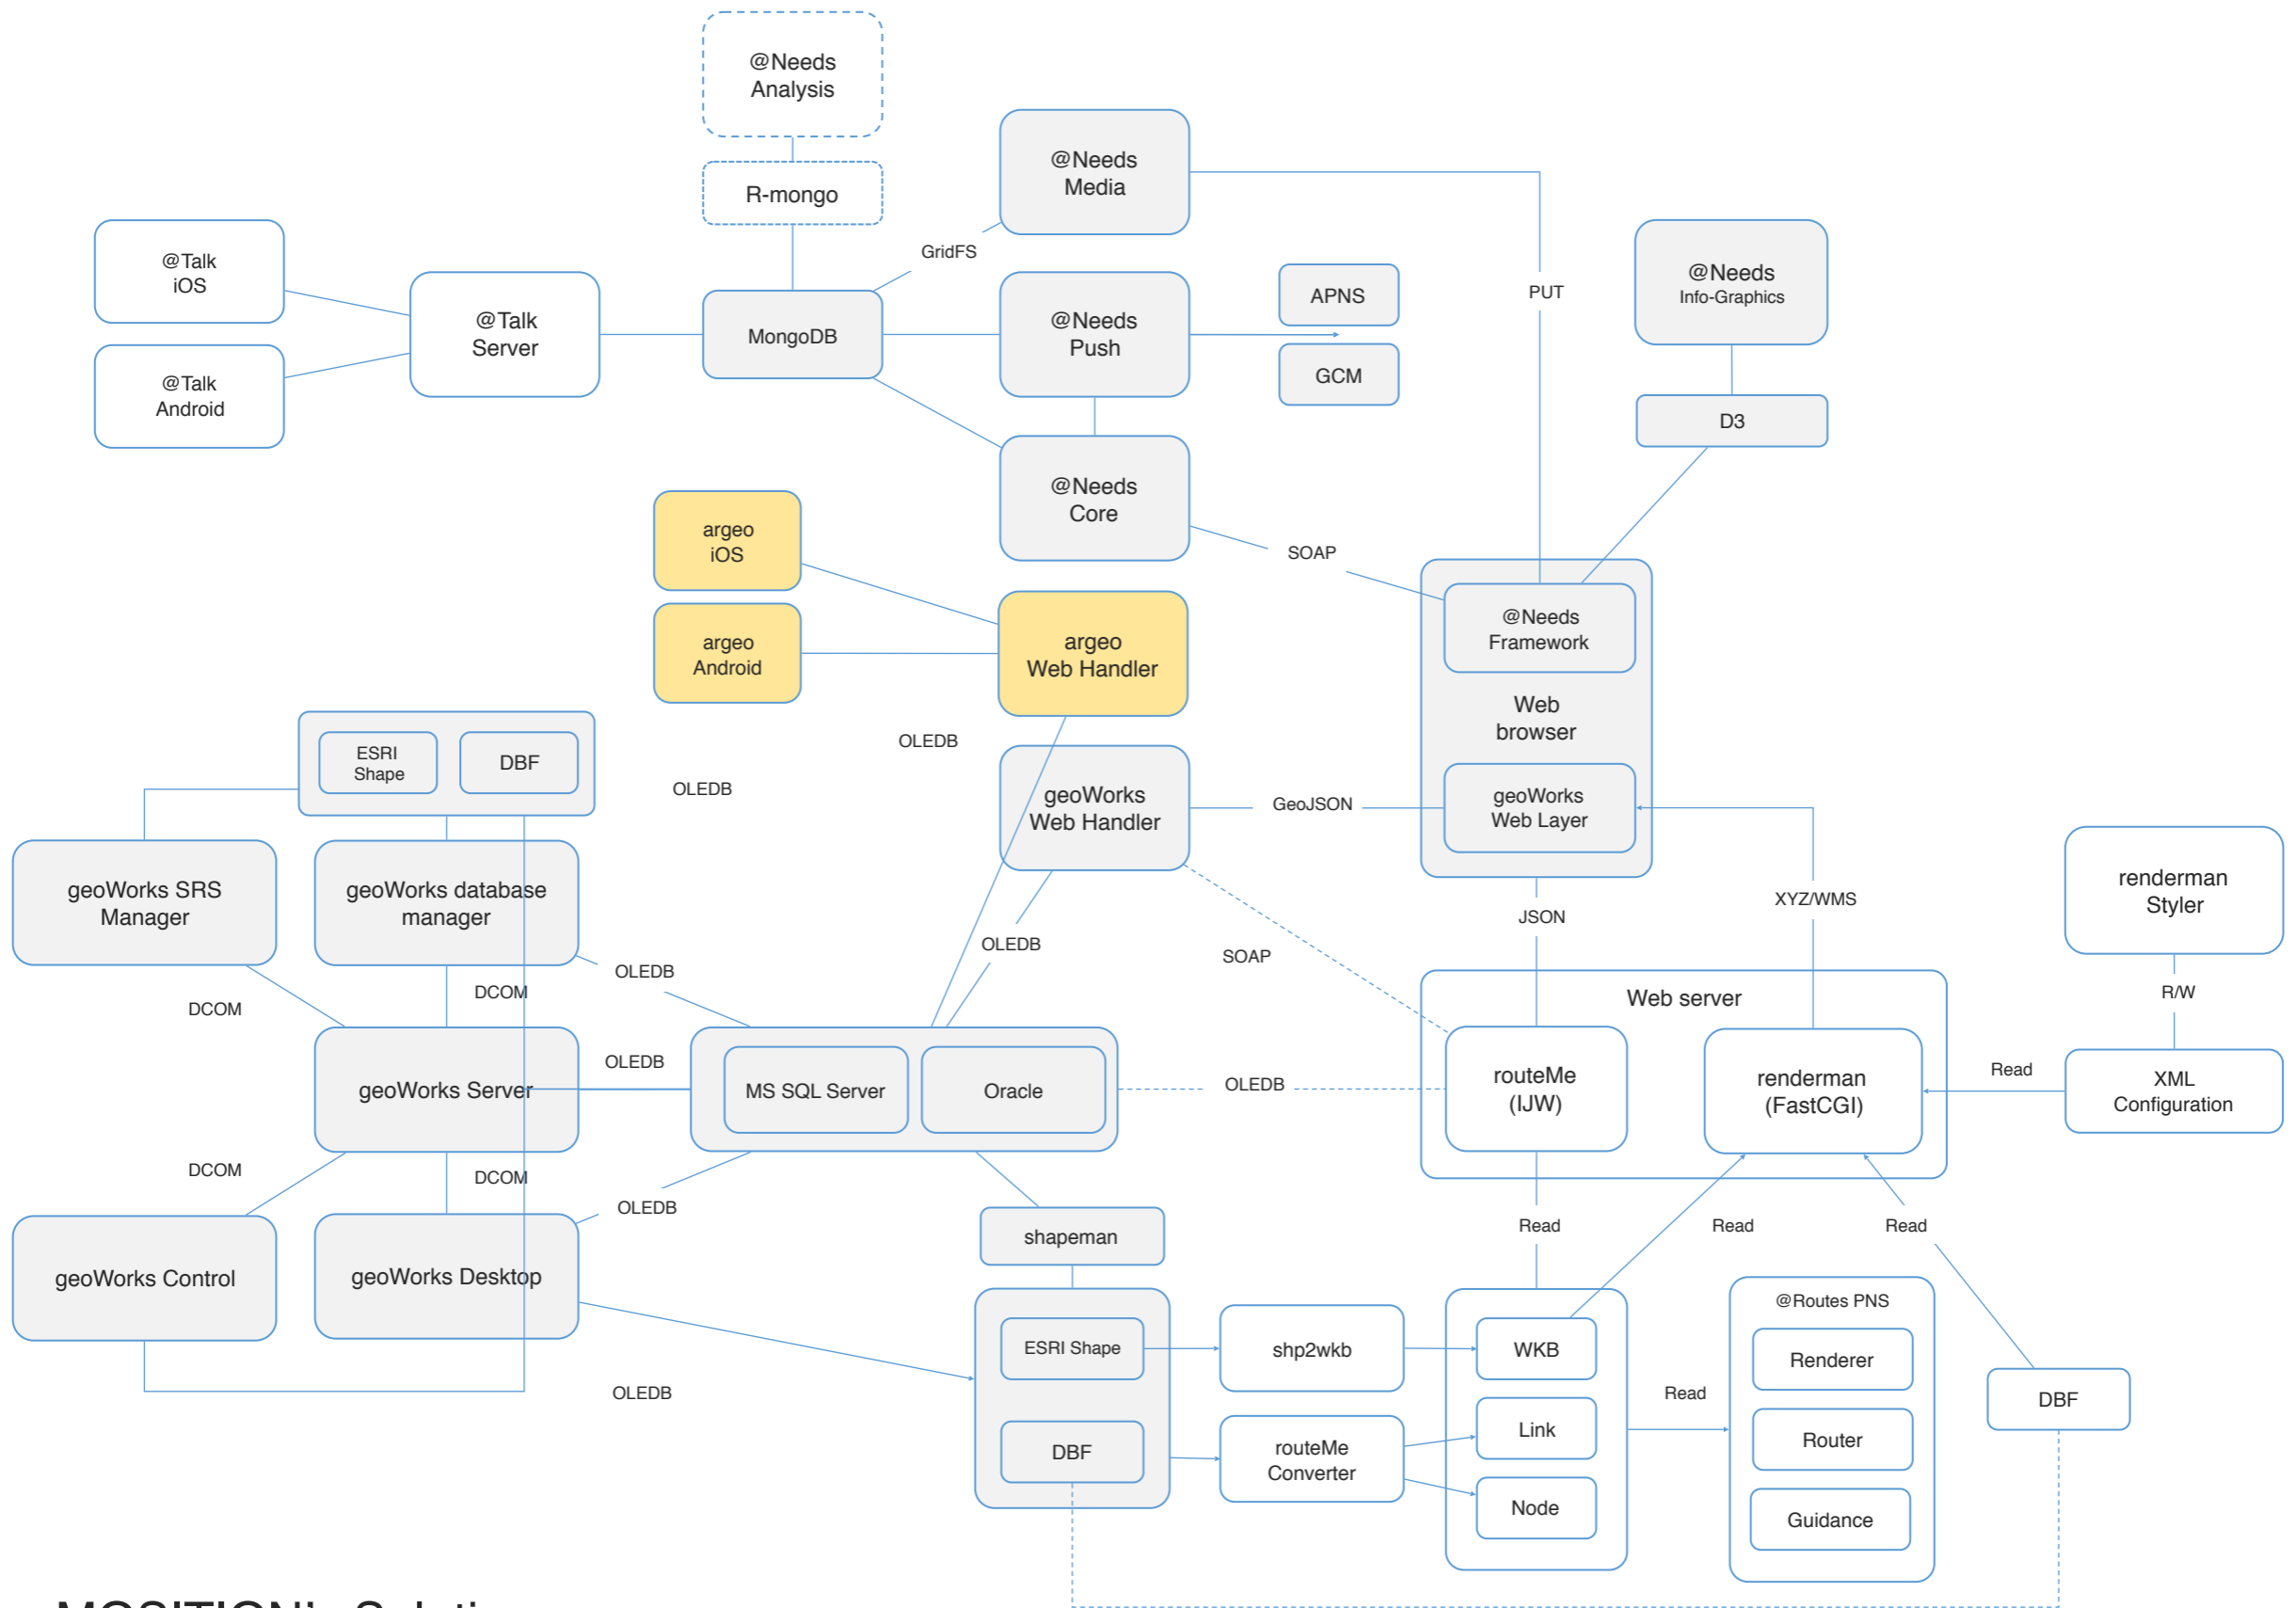 @Needs
Analysis
R-mongo
@Needs
Media
GridFS
@Talk
iOS
@Talk
Android
@Talk
Server
MongoDB
@Needs
Push
APNS
GCM
PUT
@Needs
Info-Graphics
D3
@Needs
Core
SOAP
argeo
iOS
argeo
Android
argeo
Web Handler
@Needs
Framework
Web
browser
geoWorks
Web Layer
OLEDB
OLEDB
ESRI
Shape
DBF
geoWorks
Web Handler
GeoJSON
geoWorks SRS
Manager
geoWorks database
manager
OLEDB
OLEDB
SOAP
JSON
XYZ/WMS
renderman
Styler
R/W
DCOM
DCOM
Web server
geoWorks Server
OLEDB
MS SQL Server
Oracle
OLEDB
routeMe
(IJW)
renderman
(FastCGI)
Read
XML
Configuration
DCOM
DCOM
OLEDB
geoWorks Control
geoWorks Desktop
shapeman
Read
Read
Read
OLEDB
ESRI Shape
DBF
shp2wkb
routeMe
Converter
WKB
Link
Node
Read
@Routes PNS
Renderer
Router
Guidance
DBF